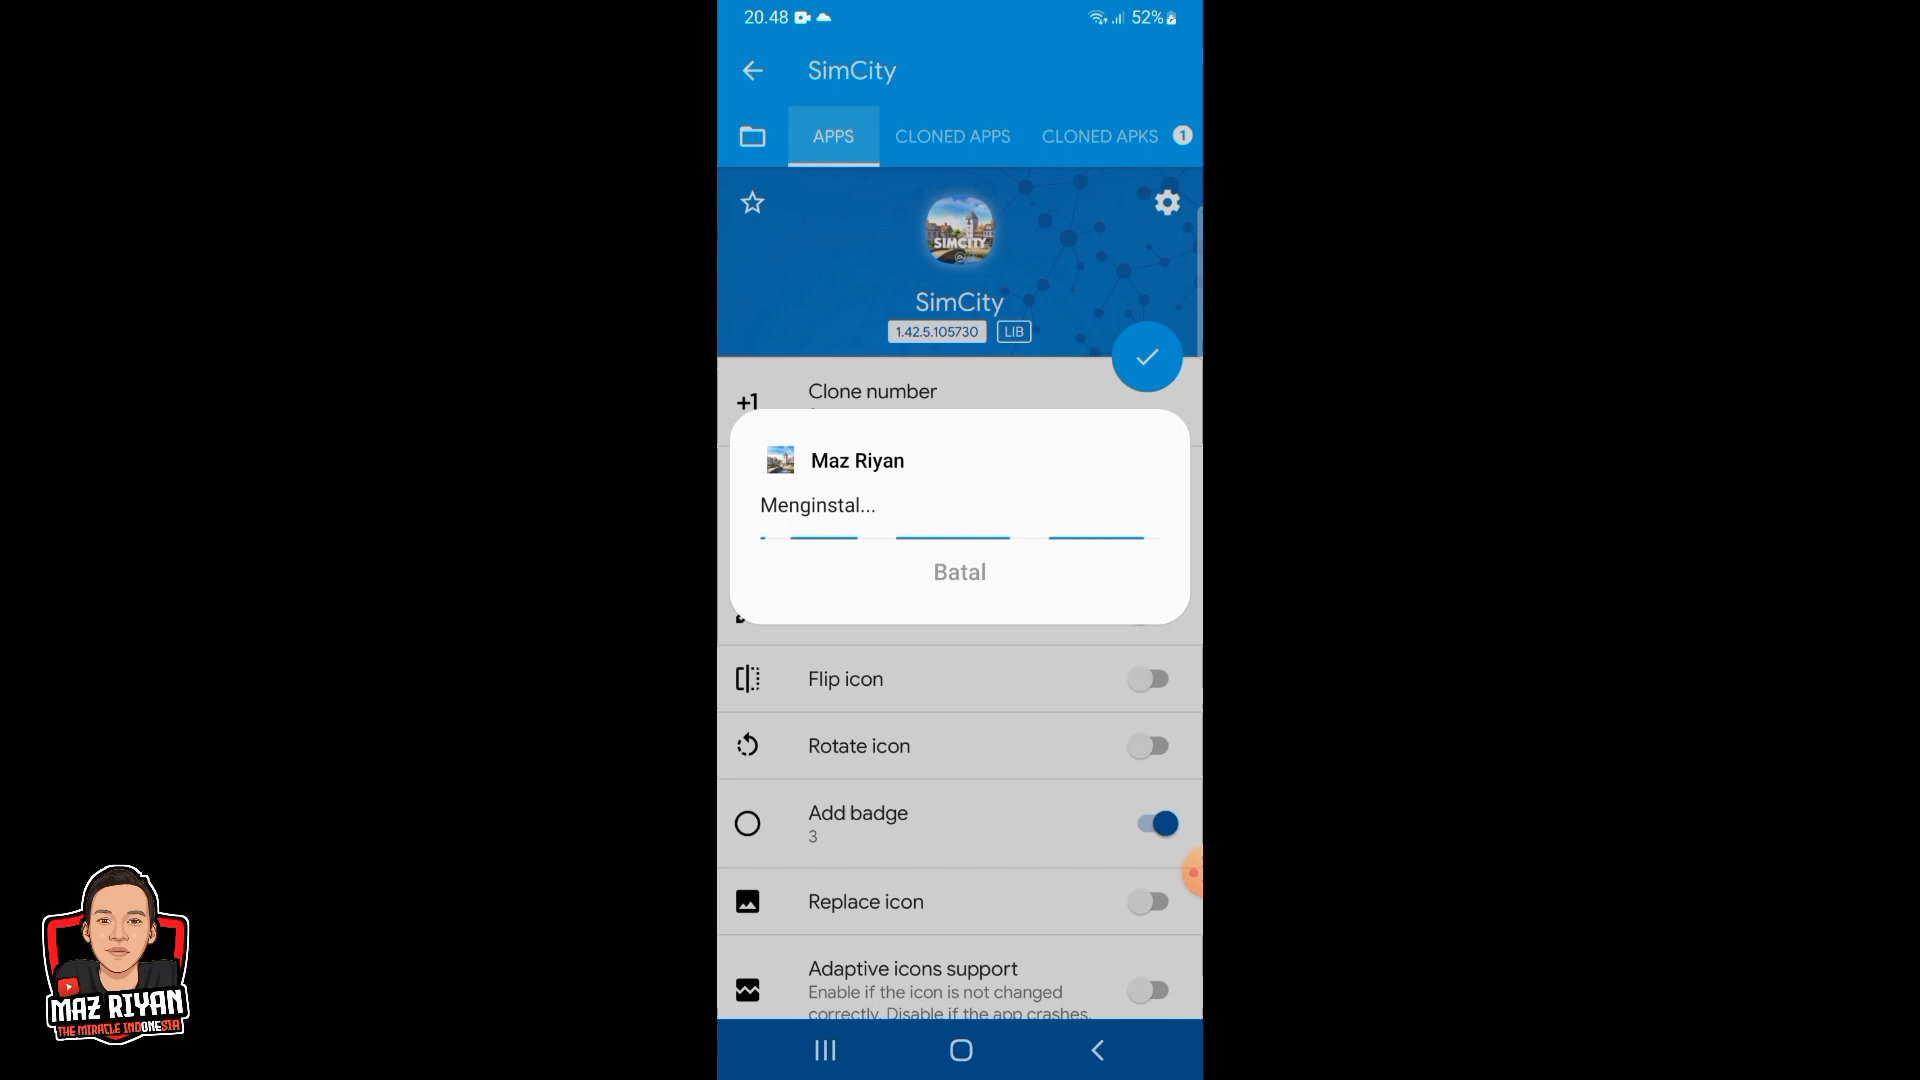 20.48
52%
SimCity
APPS
CLONED APPS
CLONED APKS
1
SIMCITY
SimCity
1.42.5.105730
LIB
Clone number
+1
Maz Riyan
Menginstal...
Batal
Flip icon
Rotate icon
Add badge
3
Replace icon
Adaptive icons support
Enable if the icon is not changed
correctly. Disable if the app crashes.
MAZ RIYAN
THE MIRACLE INDONESIA